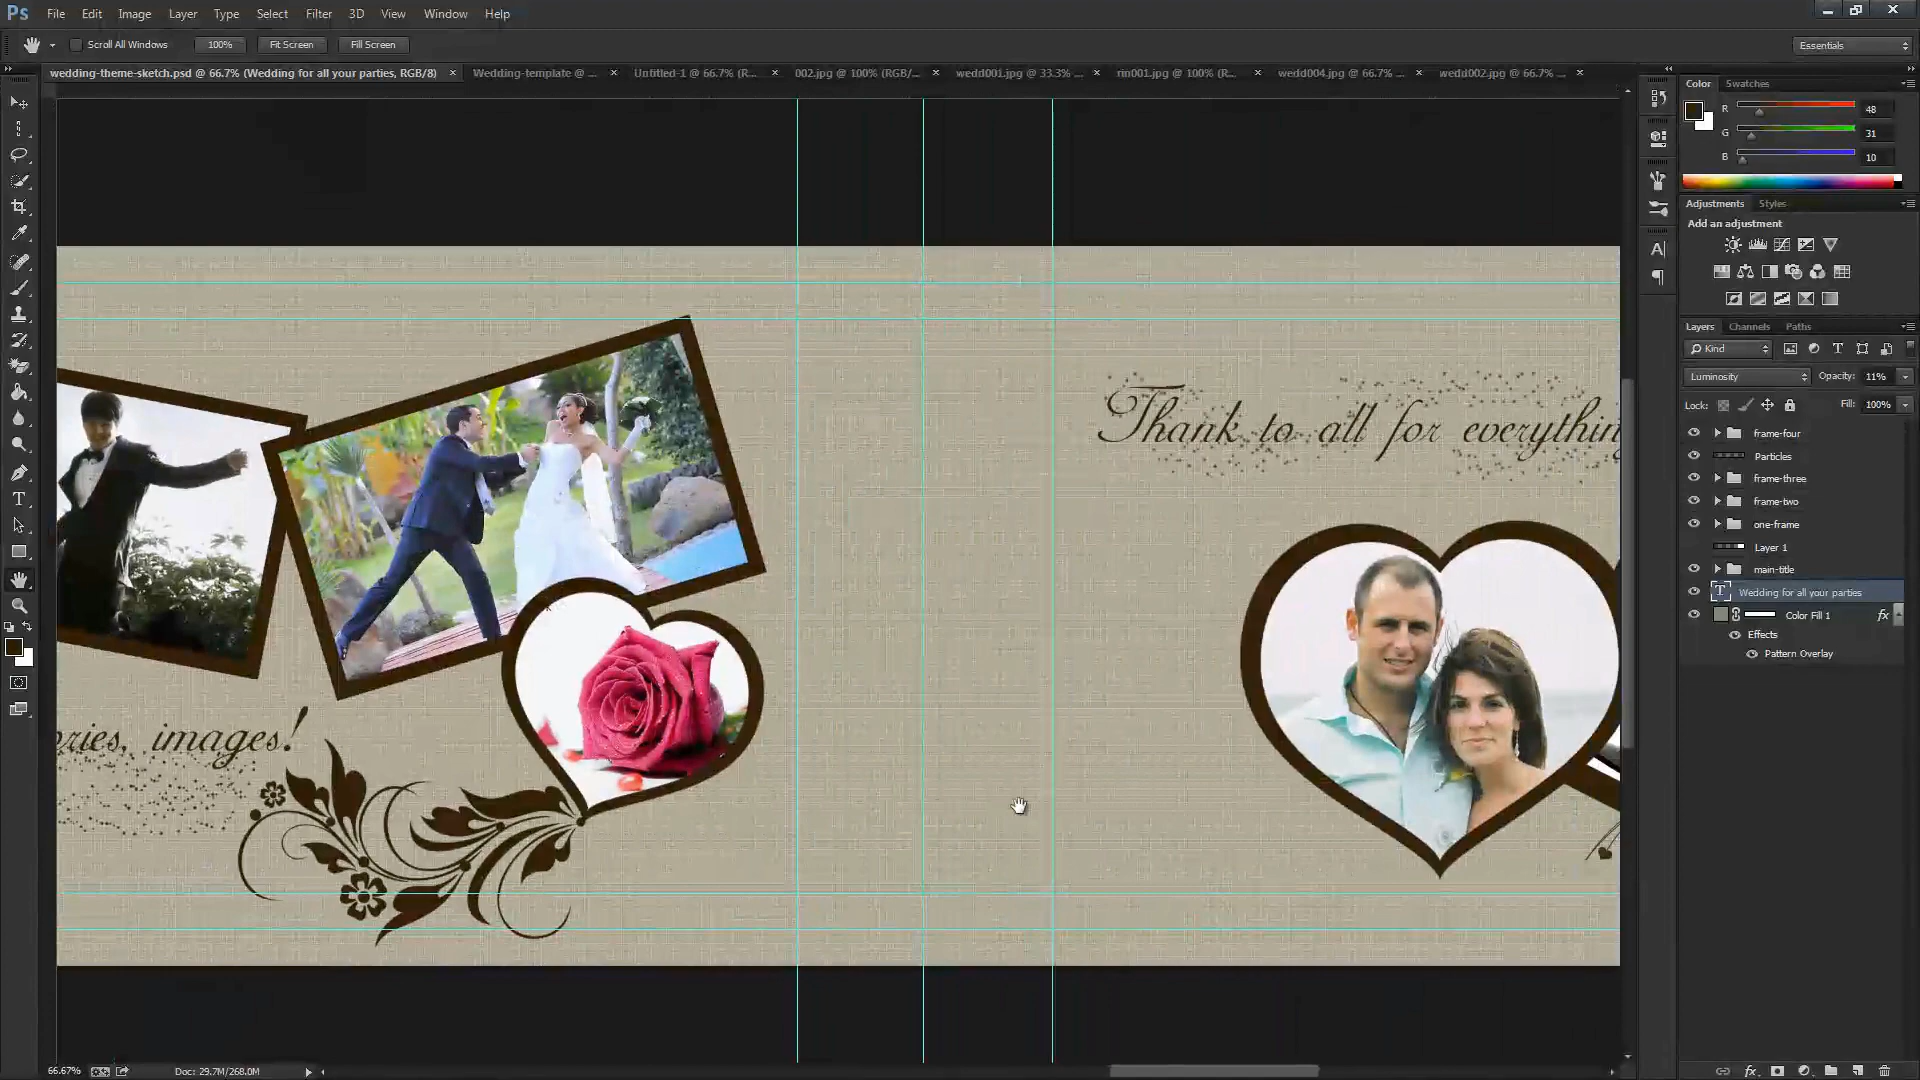 Ps File Edit Image Layer Type Select Filter 3D View Window Help
Scroll All Windows 100% Fit Screen Fill Screen Essentials
wedding-theme-sketch.psd @ 66.7% (Wedding for all your parties, RGB/8) × Wedding-template @ ... × Untitled-1 @ 66.7% (R... × 002.jpg @ 100% (RGB/... × wedd001.jpg @ 33.3% ... × rin001.jpg @ 100% (R... × wedd004.jpg @ 66.7% ... × wedd002.jpg @ 66.7% ... ×
Color Swatches
R 48
G 31
B 10
Adjustments Styles
Add an adjustment
Layers Channels Paths
Kind
Luminosity Opacity: 11%
Lock: Fill: 100%
frame-four
Particles
frame-three
frame-two
one-frame
Layer 1
main-title
Wedding for all your parties
Color Fill 1 fx
Effects
Pattern Overlay
Thank to all for everythin
ories, images!
66.67% Doc: 29.7M/268.0M